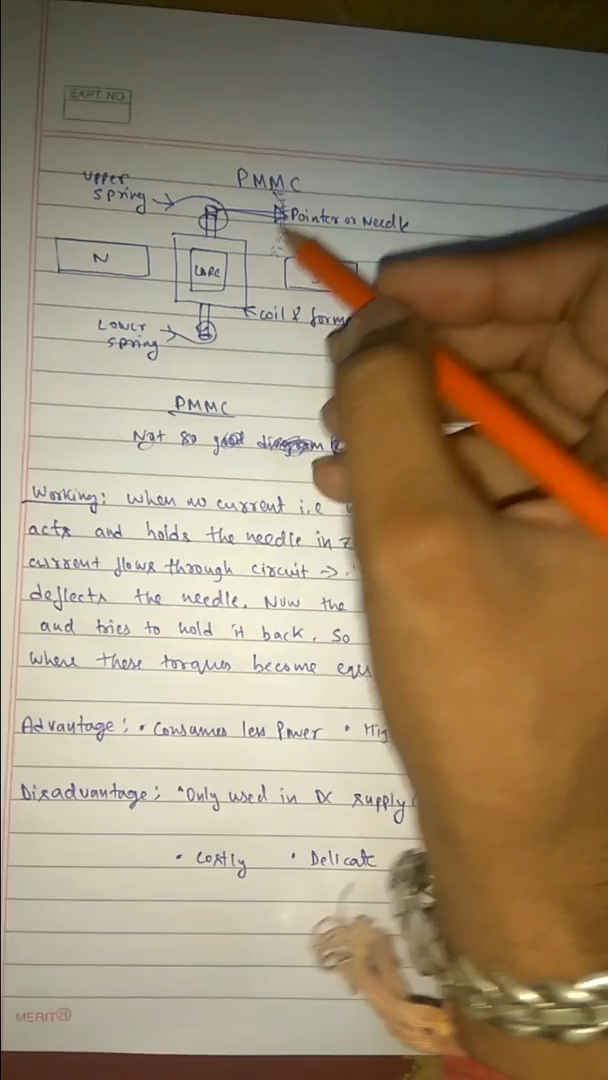 EXPT. NO.
PMMC
Upper
spring
Pointer or Needle
N
CORE
coil & form
Lower
spring
PMMC
Not so good
Working: When no current i.e
acts and holds the needle in z
current flows through circuit →
deflects the needle. Now the
and tries to hold it back. So
where these torques become equ
Advantage: • Consumes less Power • Hig
Disadvantage: • Only used in DC supply
• Costly • Delicate
MERIT®